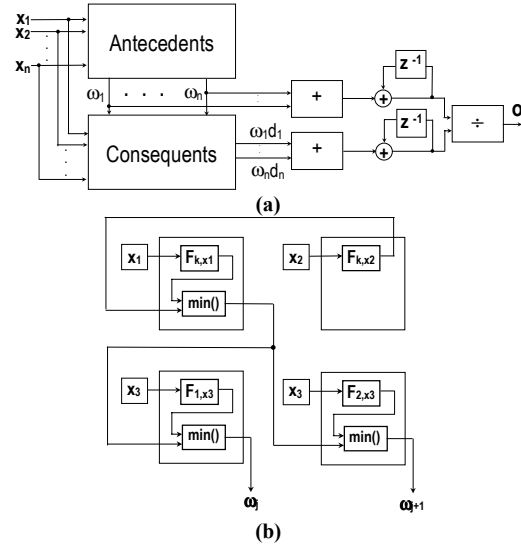 x1
x2
xn
Antecedents
ω1 . . . ωn
Consequents
ω1d1
ωndn
+
+
z -1
+
z -1
+
÷
o
(a)
x1
Fk,x1
min()
x2
Fk,x2
x3
F1,x3
min()
x3
F2,x3
min()
ωj
ωj+1
(b)